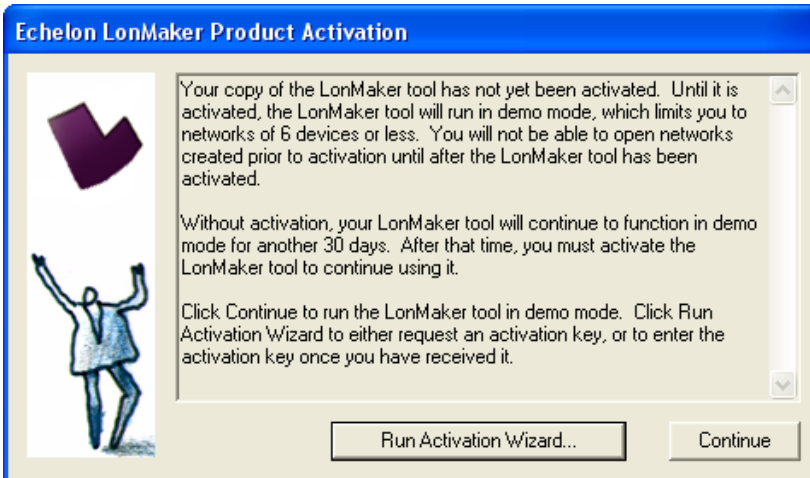 Echelon LonMaker Product Activation
Your copy of the LonMaker tool has not yet been activated.  Until it is
activated, the LonMaker tool will run in demo mode, which limits you to
networks of 6 devices or less.  You will not be able to open networks
created prior to activation until after the LonMaker tool has been
activated.
Without activation, your LonMaker tool will continue to function in demo
mode for another 30 days.  After that time, you must activate the
LonMaker tool to continue using it.
Click Continue to run the LonMaker tool in demo mode.  Click Run
Activation Wizard to either request an activation key, or to enter the
activation key once you have received it.
Run Activation Wizard... Continue